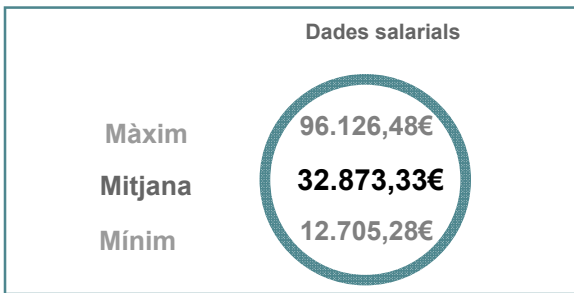 Dades salarials
Màxim 96.126,48€
Mitjana 32.873,33€
Mínim 12.705,28€